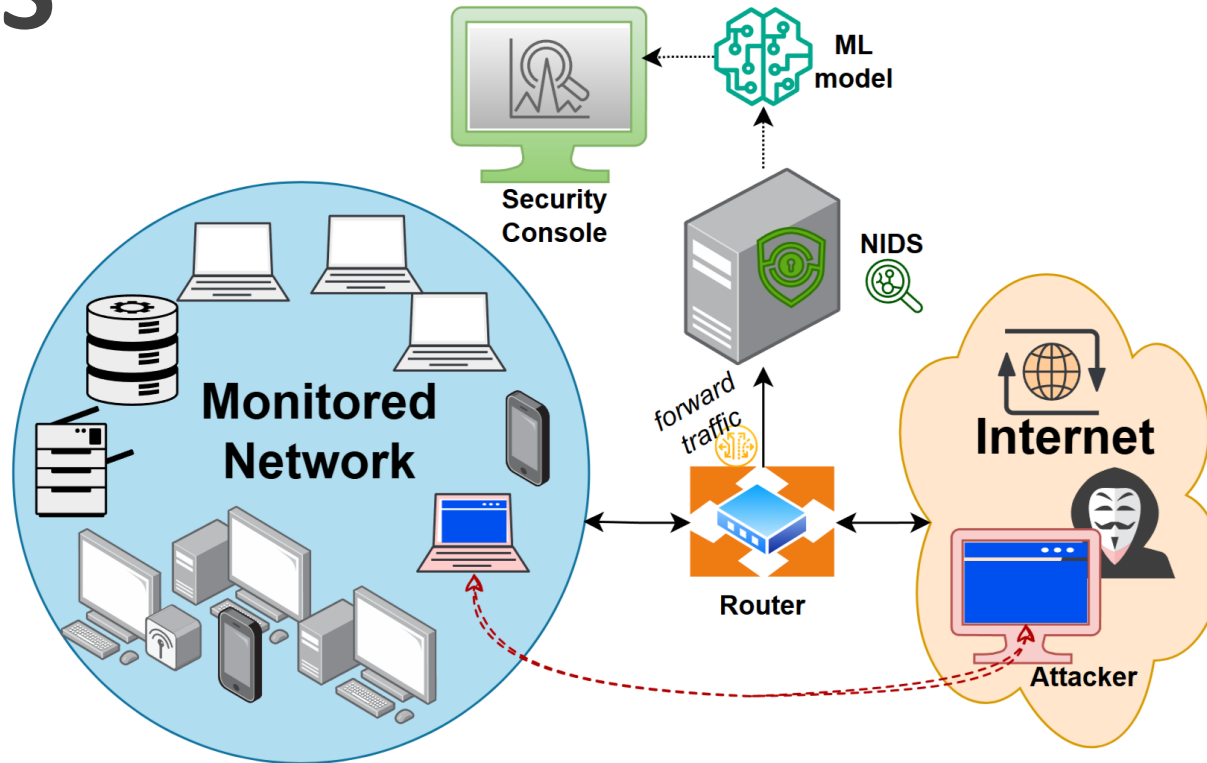 ML
model
Security
Console
NIDS
Monitored
Network
forward
traffic
Internet
Router
Attacker